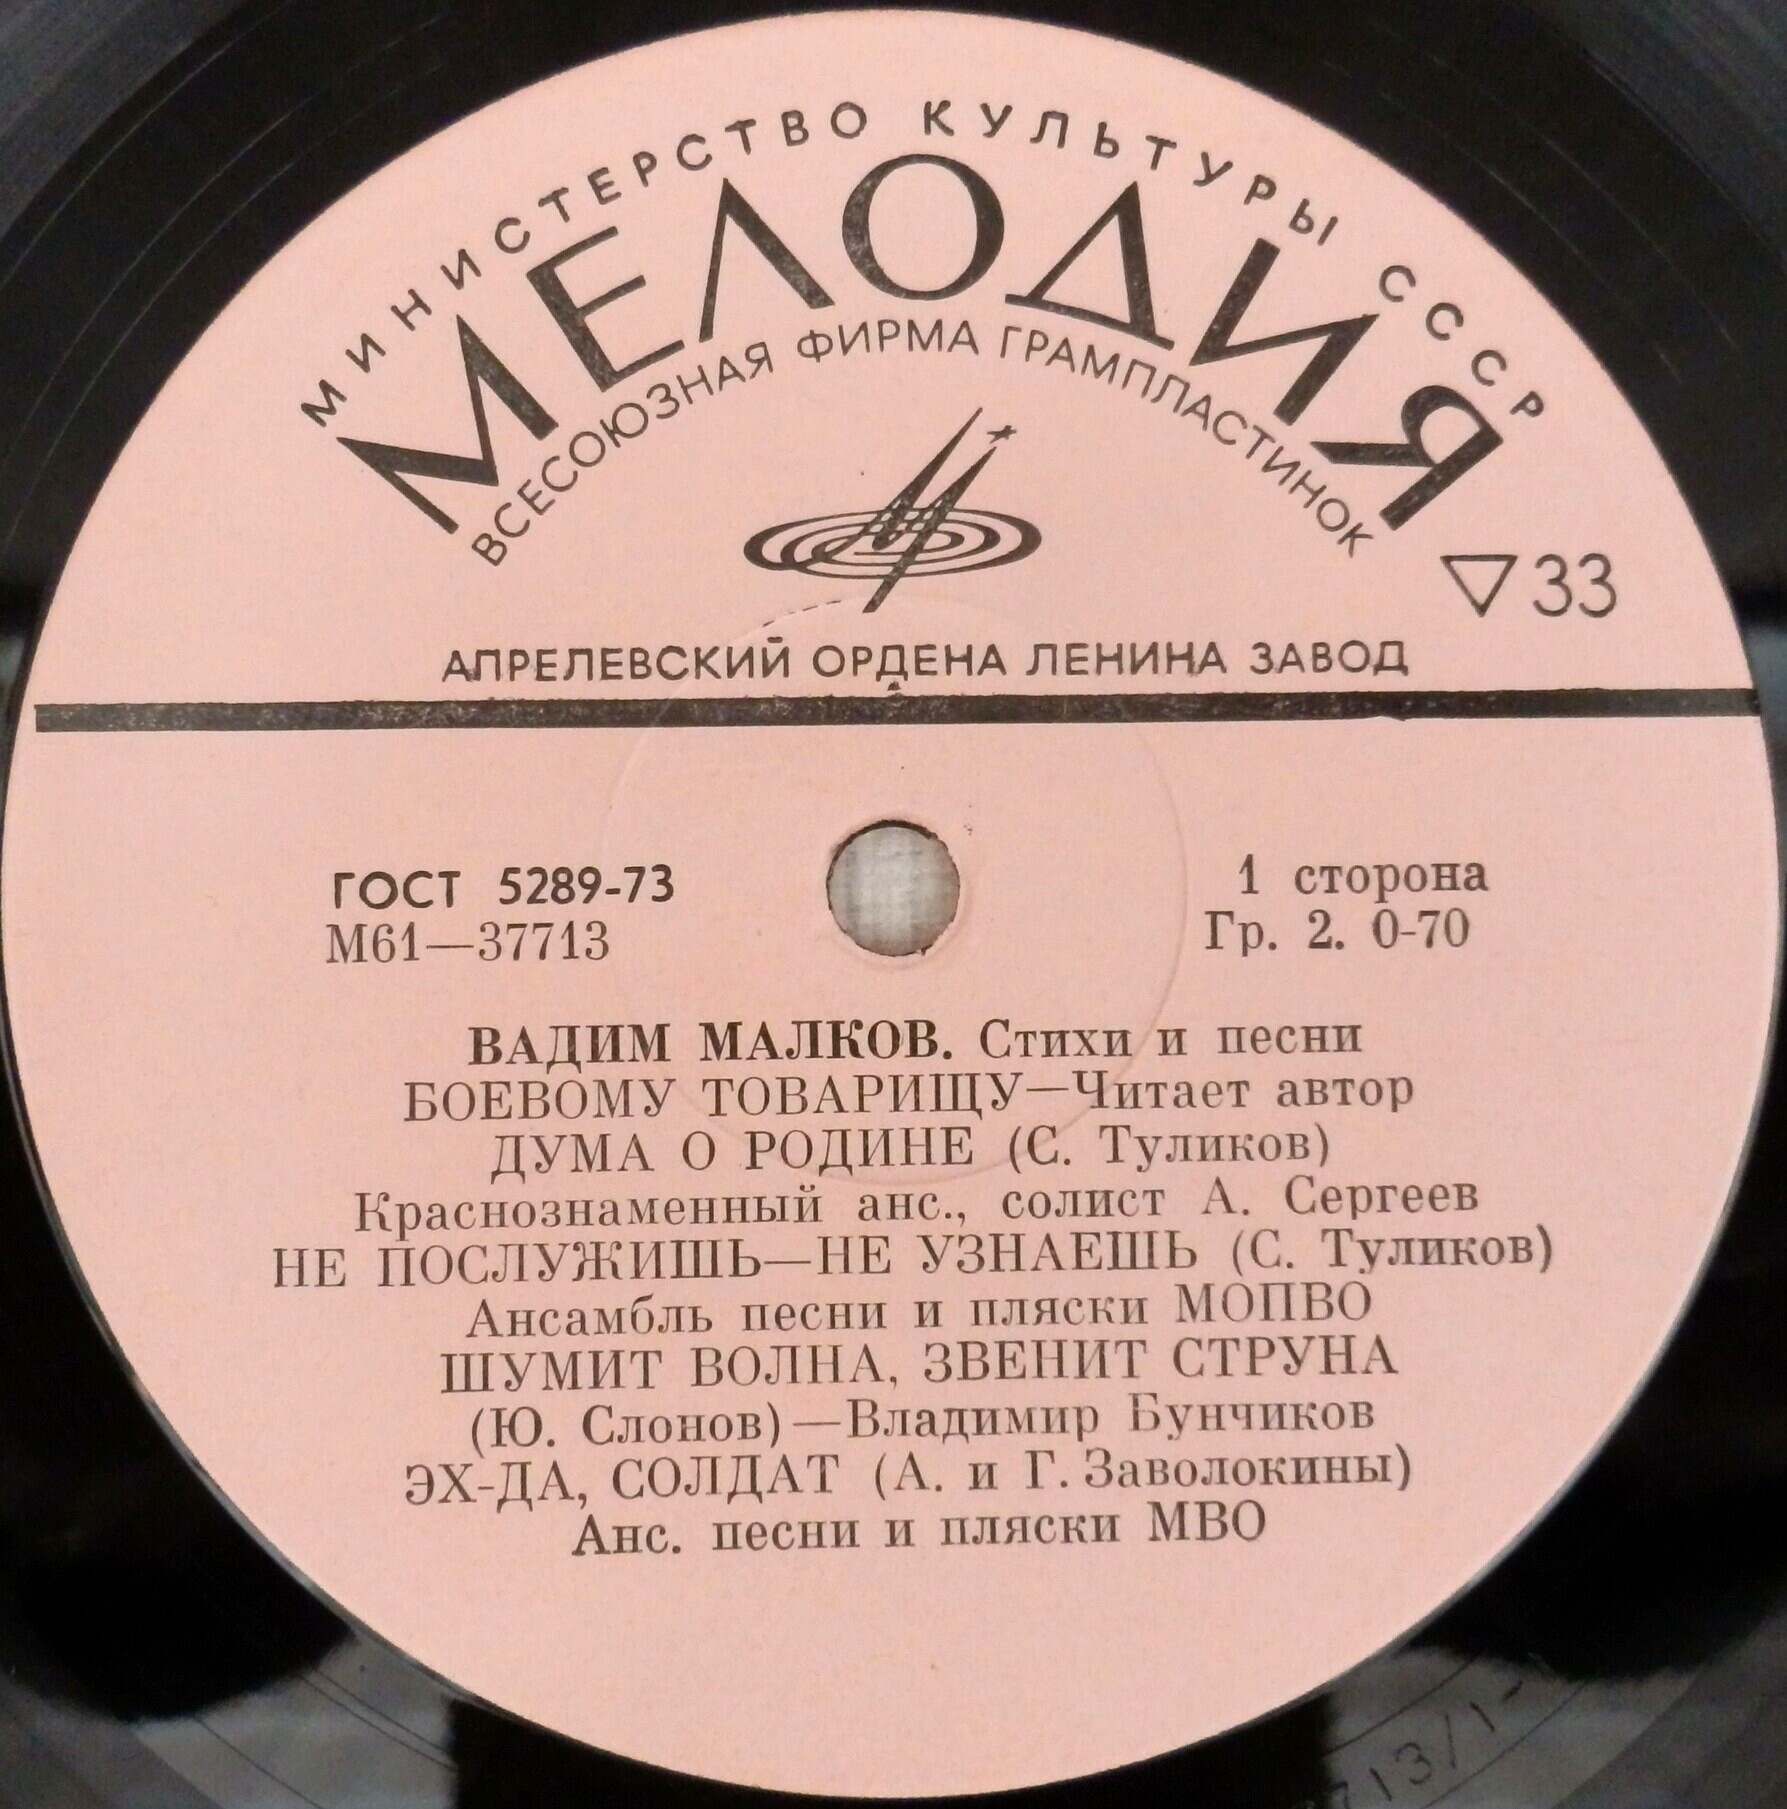 МИНИСТЕРСТВО КУЛЬТУРЫ СССР
МЕЛОДИЯ
ВСЕСОЮЗНАЯ ФИРМА ГРАМПЛАСТИНОК
33
АПРЕЛЕВСКИЙ ОРДЕНА ЛЕНИНА ЗАВОД
ГОСТ 5289-73
М61—37713
1 сторона
Гр. 2. 0-70
ВАДИМ МАЛКОВ. Стихи и песни
БОЕВОМУ ТОВАРИЩУ—Читает автор
ДУМА О РОДИНЕ (С. Туликов)
Краснознаменный анс., солист А. Сергеев
НЕ ПОСЛУЖИШЬ—НЕ УЗНАЕШЬ (С. Туликов)
Ансамбль песни и пляски МОПВО
ШУМИТ ВОЛНА, ЗВЕНИТ СТРУНА
(Ю. Слонов)—Владимир Бунчиков
ЭХ-ДА, СОЛДАТ (А. и Г. Заволокины)
Анс. песни и пляски МВО